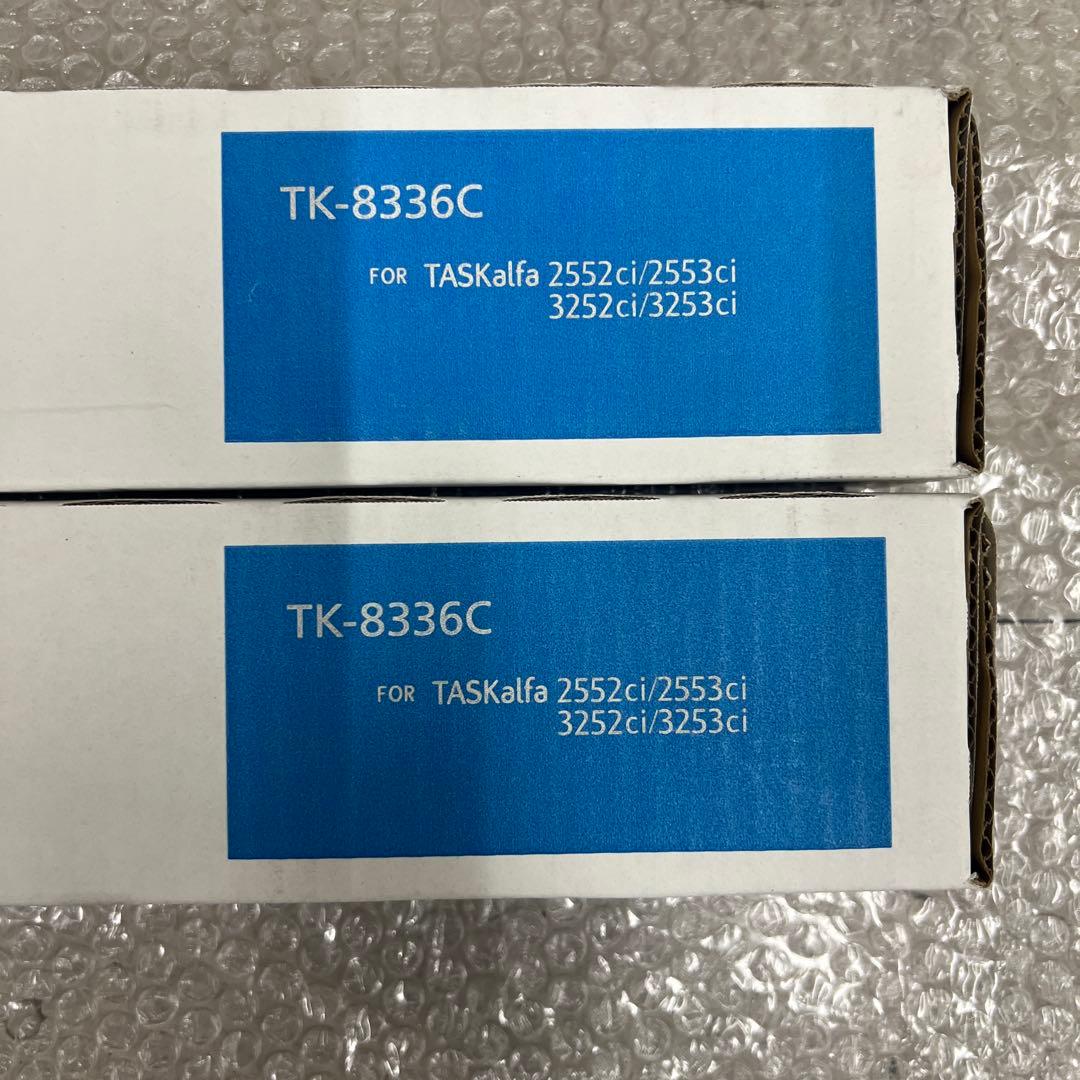 TK-8336C
FOR TASKalfa 2552ci/2553ci
3252ci/3253ci
TK-8336C
FOR TASKalfa 2552ci/2553ci
3252ci/3253ci